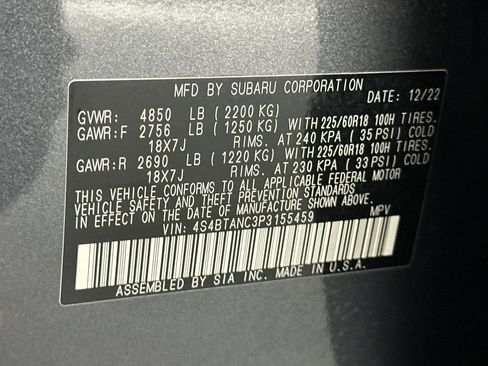 MFD BY SUBARU CORPORATION
DATE: 12/22
GVWR: 4850 LB (2200 KG)
GAWR:F 2756 LB (1250 KG) WITH 225/60R18 100H TIRES.
18X7J RIMS. AT 240 KPA (35 PSI) COLD
GAWR:R 2690 LB (1220 KG) WITH 225/60R18 100H TIRES.
18X7J RIMS. AT 230 KPA (33 PSI) COLD
THIS VEHICLE CONFORMS TO ALL APPLICABLE FEDERAL MOTOR
VEHICLE SAFETY AND THEFT PREVENTION STANDARDS IN EFFECT ON
THE DATE OF MANUFACTURE SHOWN ABOVE.
VIN: 4S4BTANC3P3155459 MPV
ASSEMBLED BY SIA INC. MADE IN U.S.A.